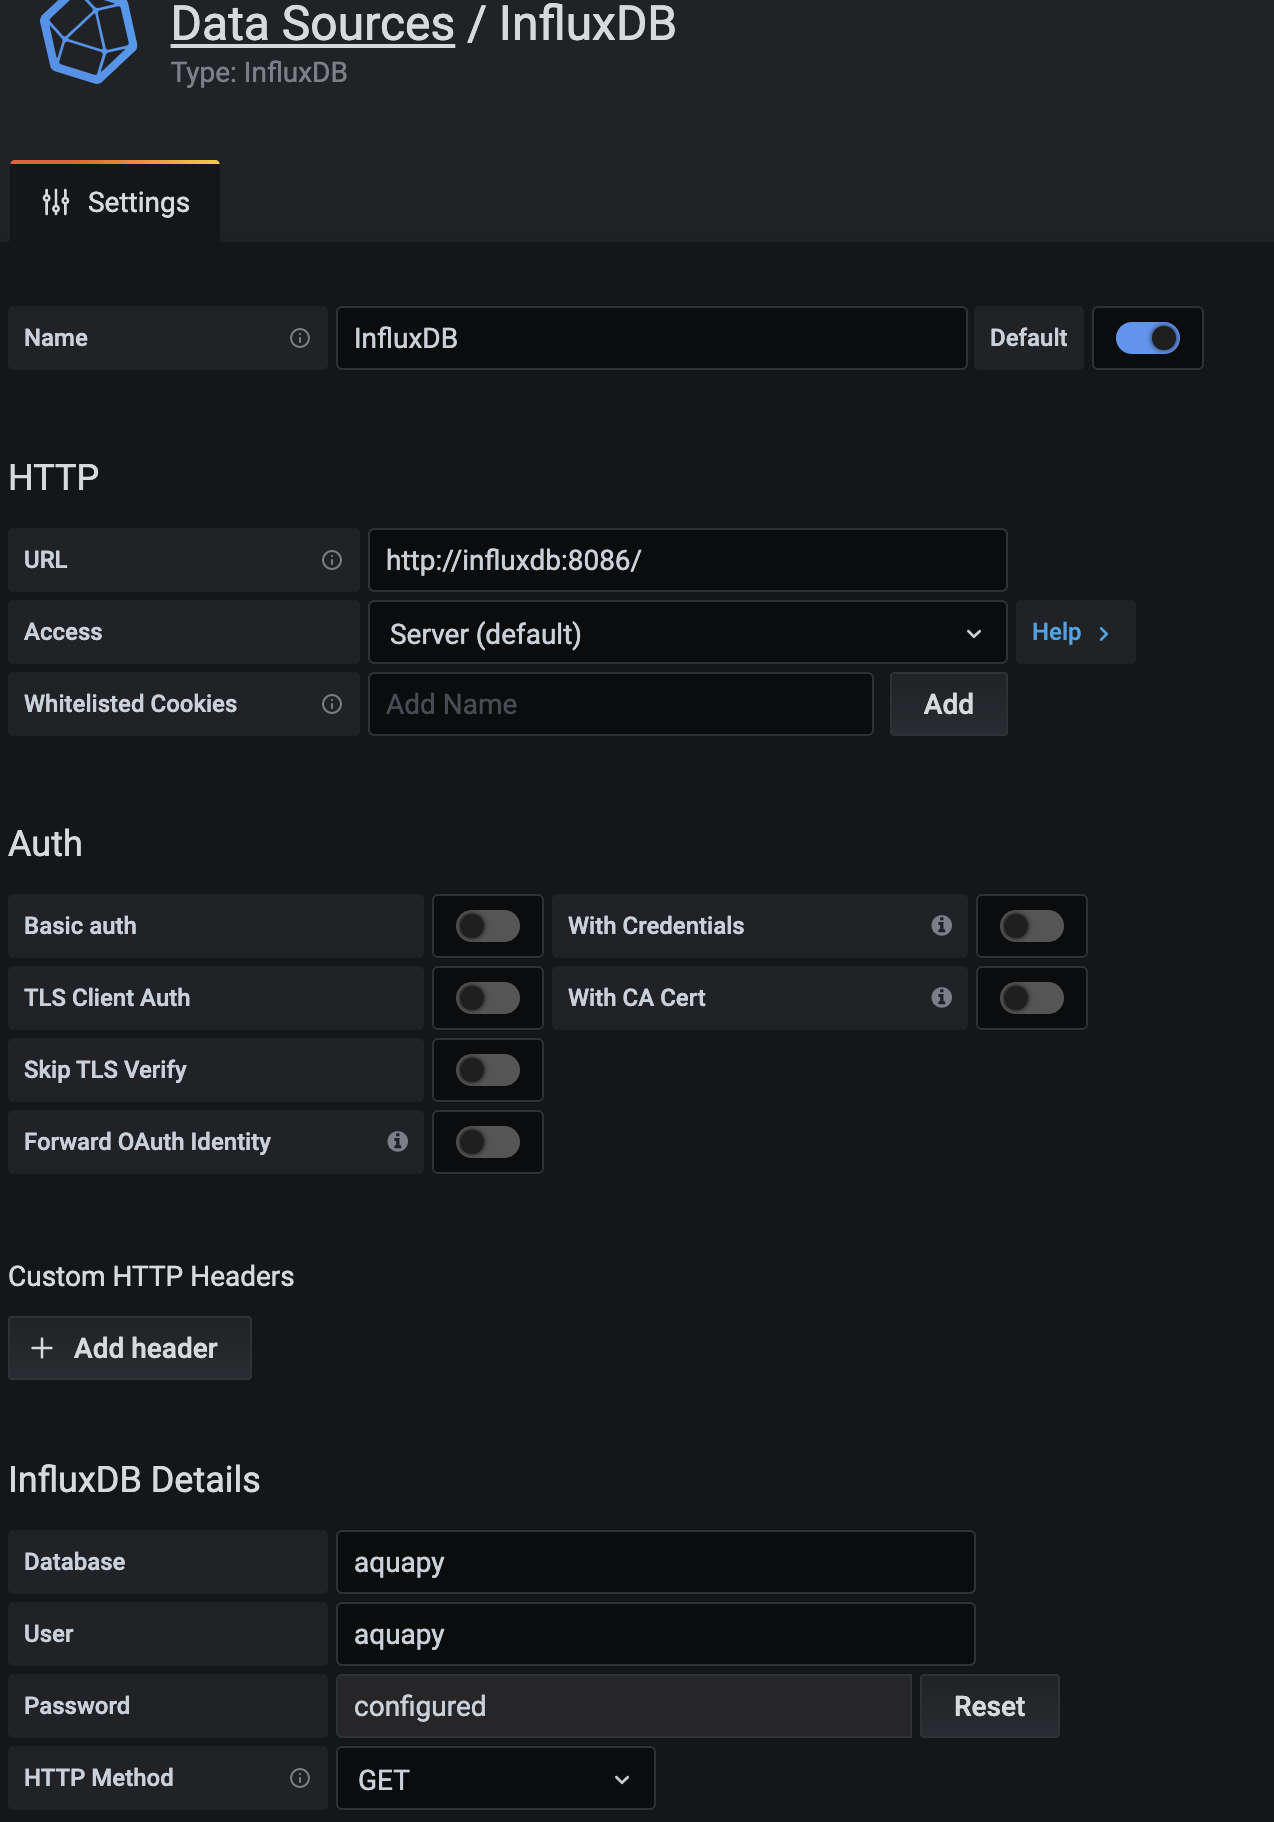 Data Sources / InfluxDB
Type: InfluxDB
Settings
Name InfluxDB Default
HTTP
URL http://influxdb:8086/
Access Server (default) Help
Whitelisted Cookies Add Name Add
Auth
Basic auth With Credentials
TLS Client Auth With CA Cert
Skip TLS Verify
Forward OAuth Identity
Custom HTTP Headers
Add header
InfluxDB Details
Database aquapy
User aquapy
Password configured Reset
HTTP Method GET